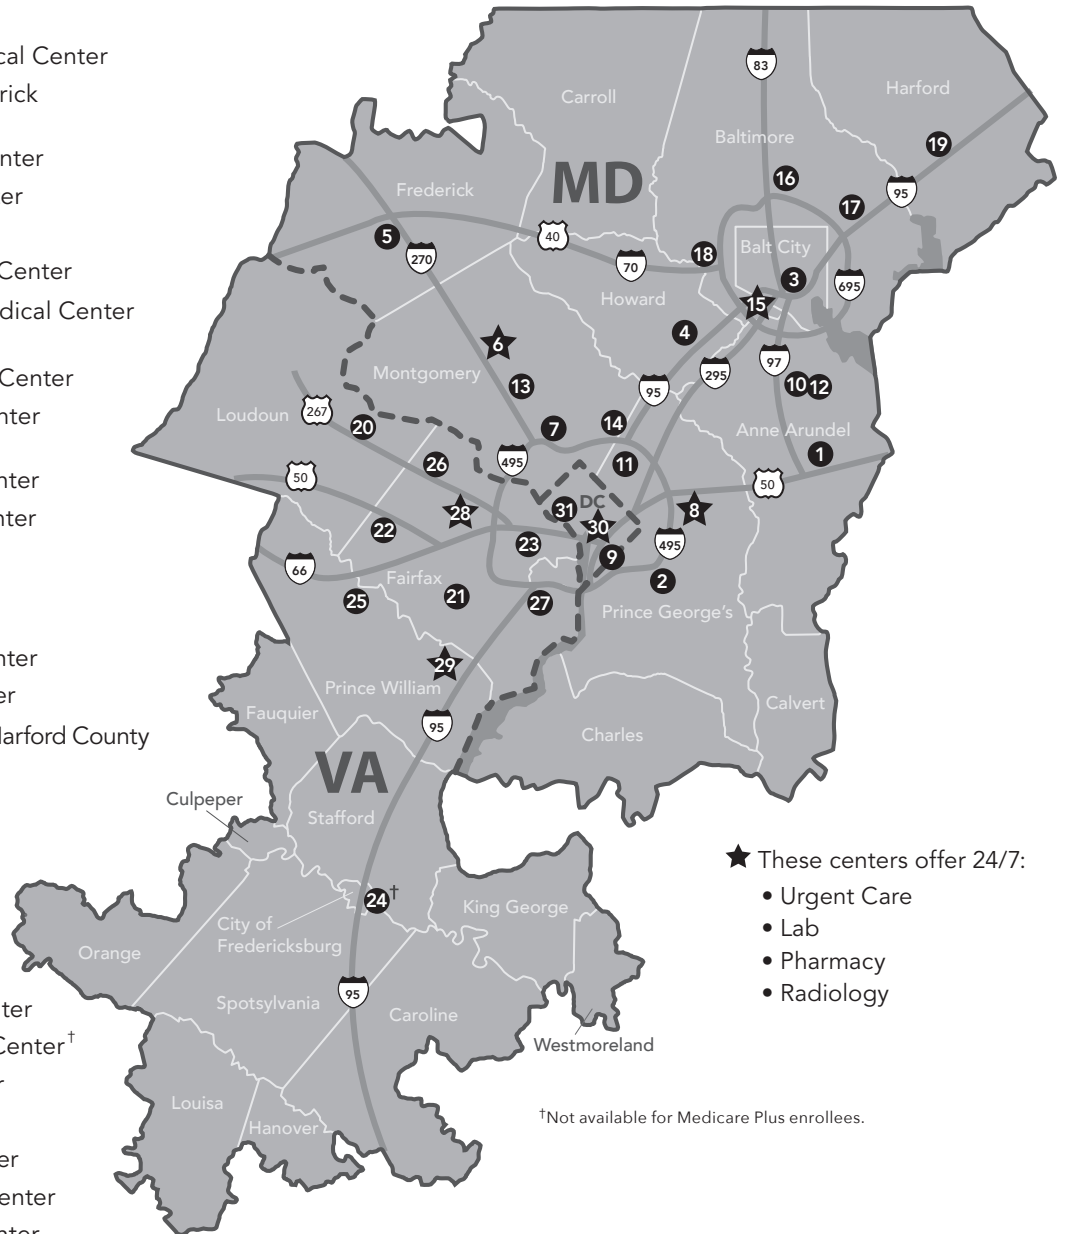 cal Center
rick
nter
er
Center
dical Center
Center
nter
nter
nter
nter
er
Harford County
ter
Center†
r
er
enter
nter
83
Carroll
Harford
Baltimore
19
MD
16
95
Frederick
17
5
40
Balt City
18
270
70
3
695
Howard
15
4
6
97
295
Montgomery
13
95
10 12
Loudoun
267
20
7
14
Anne Arundel
1
26
495
11
50
50
28
31
DC
8
30
22
23
495
9
66
Fairfax
2
25
21
27
Prince George’s
29
Prince William
Fauquier
Calvert
95
Charles
VA
Culpeper
Stafford
24†
King George
City of
Fredericksburg
Orange
95
Spotsylvania
Caroline
Westmoreland
Louisa
Hanover
★ These centers offer 24/7:
• Urgent Care
• Lab
• Pharmacy
• Radiology
†Not available for Medicare Plus enrollees.